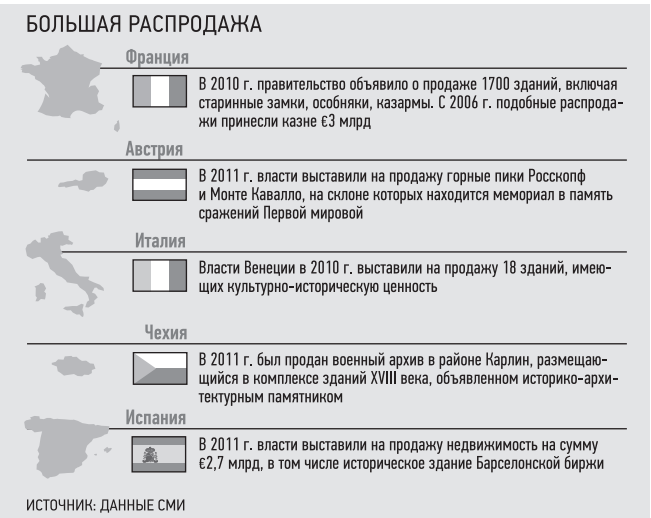 БОЛЬШАЯ РАСПРОДАЖА
Франция
В 2010 г. правительство объявило о продаже 1700 зданий, включая
старинные замки, особняки, казармы. С 2006 г. подобные распрода-
жи принесли казне €3 млрд
Австрия
В 2011 г. власти выставили на продажу горные пики Росскопф
и Монте Кавалло, на склоне которых находится мемориал в память
сражений Первой мировой
Италия
Власти Венеции в 2010 г. выставили на продажу 18 зданий, имею-
щих культурно-историческую ценность
Чехия
В 2011 г. был продан военный архив в районе Карлин, размещаю-
щийся в комплексе зданий XVIII века, объявленном историко-архи-
тектурным памятником
Испания
В 2011 г. власти выставили на продажу недвижимость на сумму
€2,7 млрд, в том числе историческое здание Барселонской биржи
ИСТОЧНИК: ДАННЫЕ СМИ